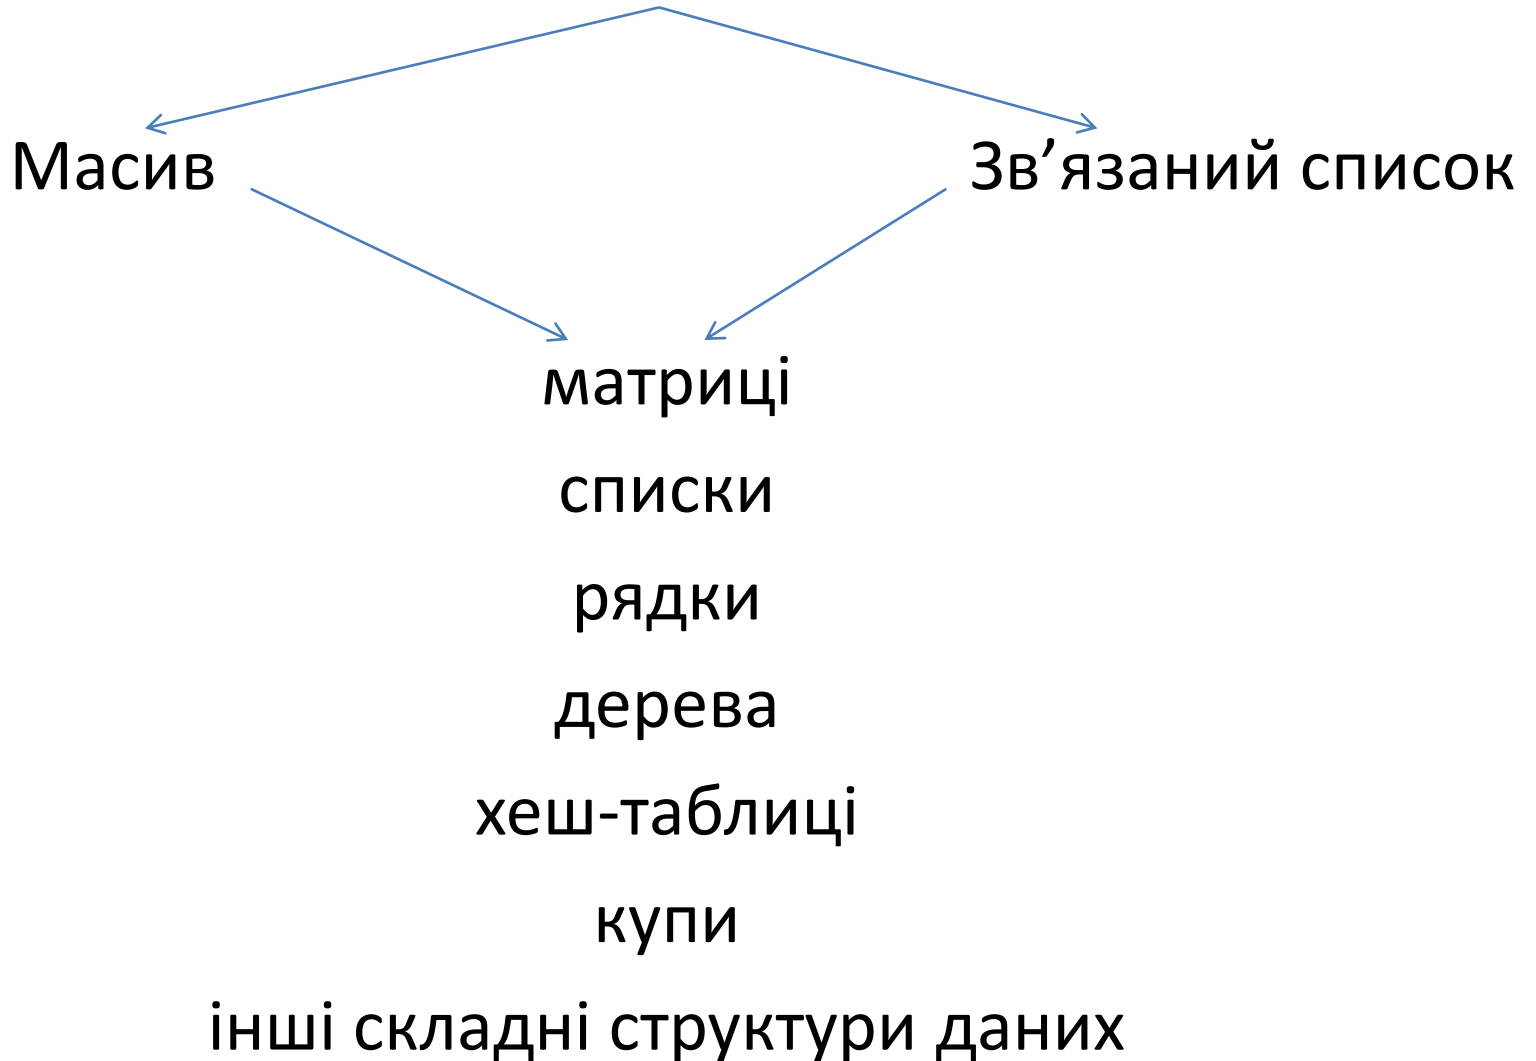 Масив
Зв’язаний список
матриці
списки
рядки
дерева
хеш-таблиці
купи
інші складні структури даних